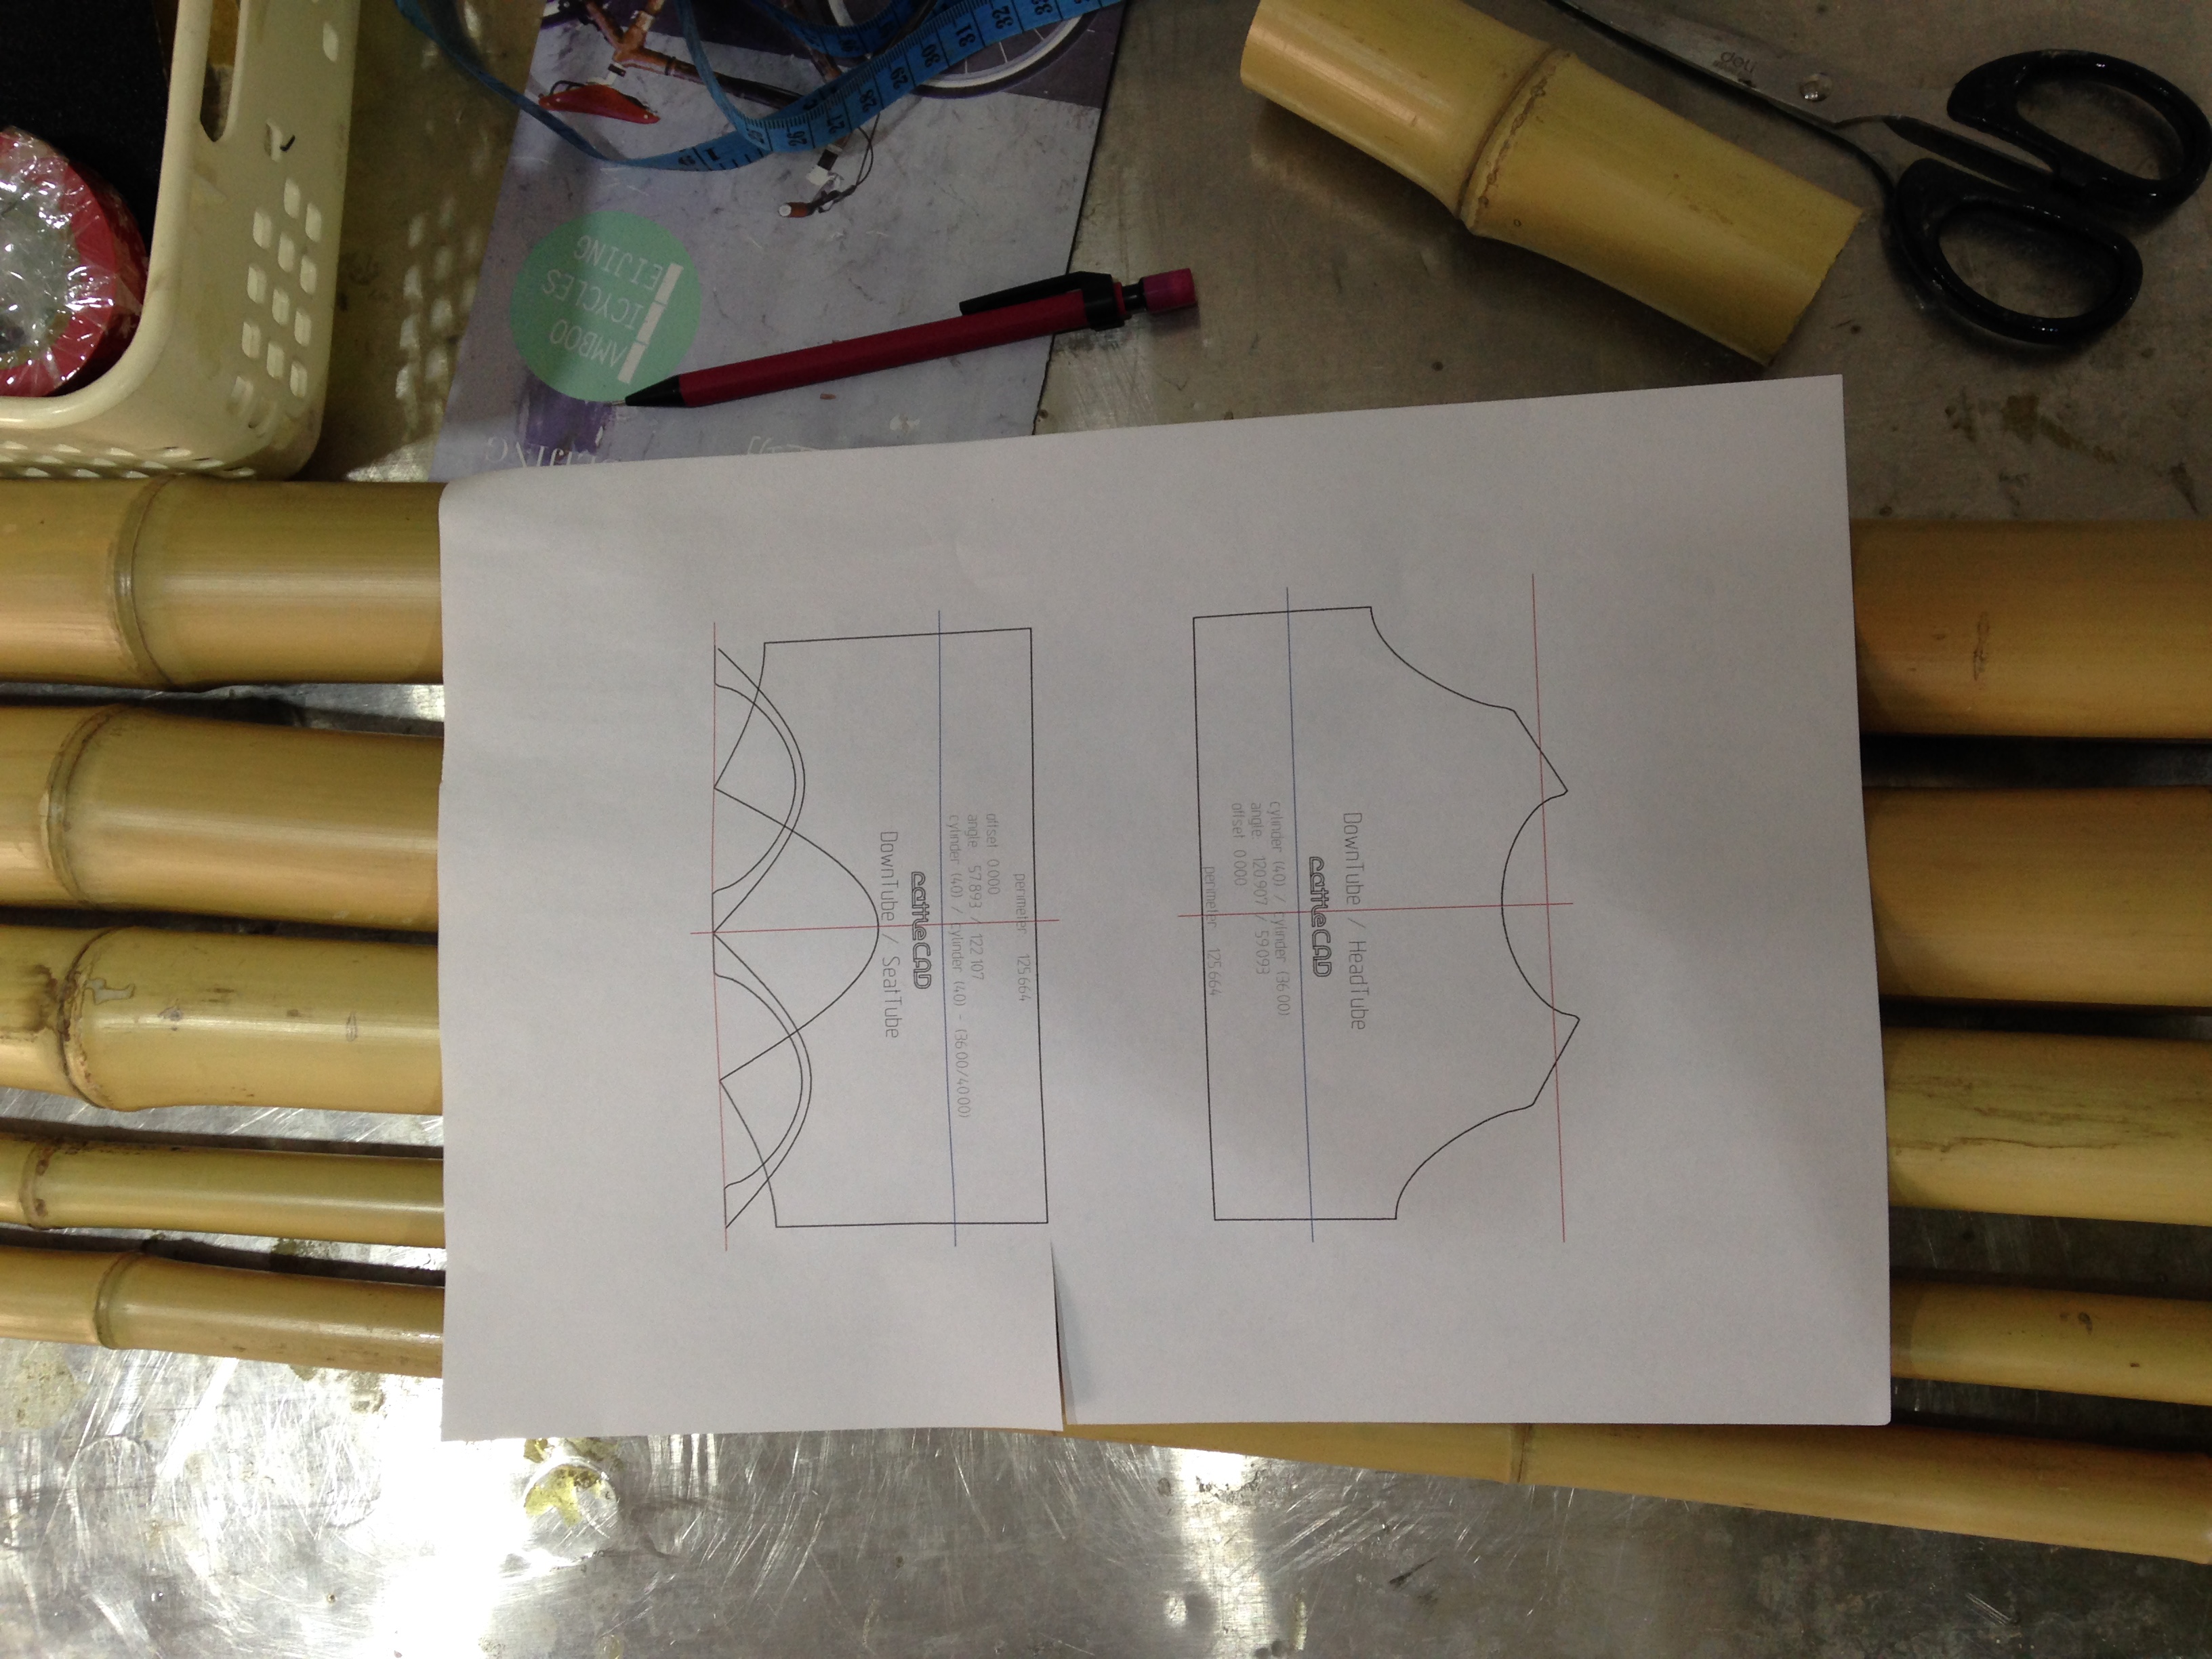 DownTube / SeatTube
cattleCAD
cylinder (40) / cylinder (40) - (36.00/40.00)
angle 57.893 / 122.107
offset 0.000
perimeter 125.664
perimeter 125.664
offset 0.000
angle 120.907 / 59.093
cylinder (40) / cylinder (36.00)
cattleCAD
DownTube / HeadTube
AMBOO
ICYCLES
EIJING
26
27
28
29
30
31
32
deli